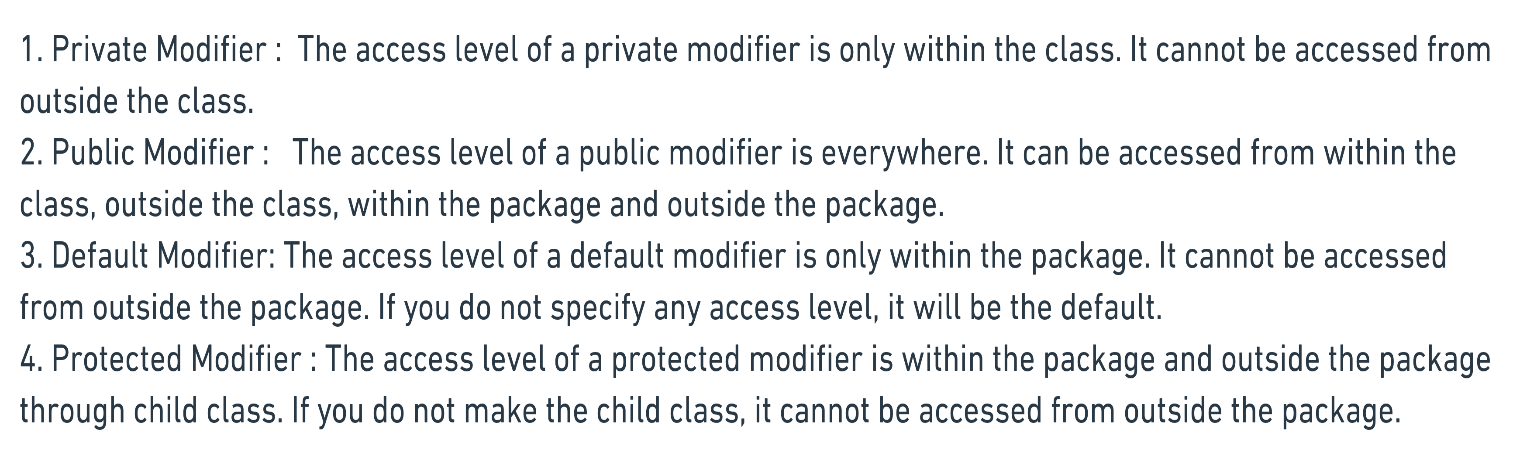 1. Private Modifier :  The access level of a private modifier is only within the class. It cannot be accessed from
outside the class.
2. Public Modifier :   The access level of a public modifier is everywhere. It can be accessed from within the
class, outside the class, within the package and outside the package.
3. Default Modifier: The access level of a default modifier is only within the package. It cannot be accessed
from outside the package. If you do not specify any access level, it will be the default.
4. Protected Modifier : The access level of a protected modifier is within the package and outside the package
through child class. If you do not make the child class, it cannot be accessed from outside the package.